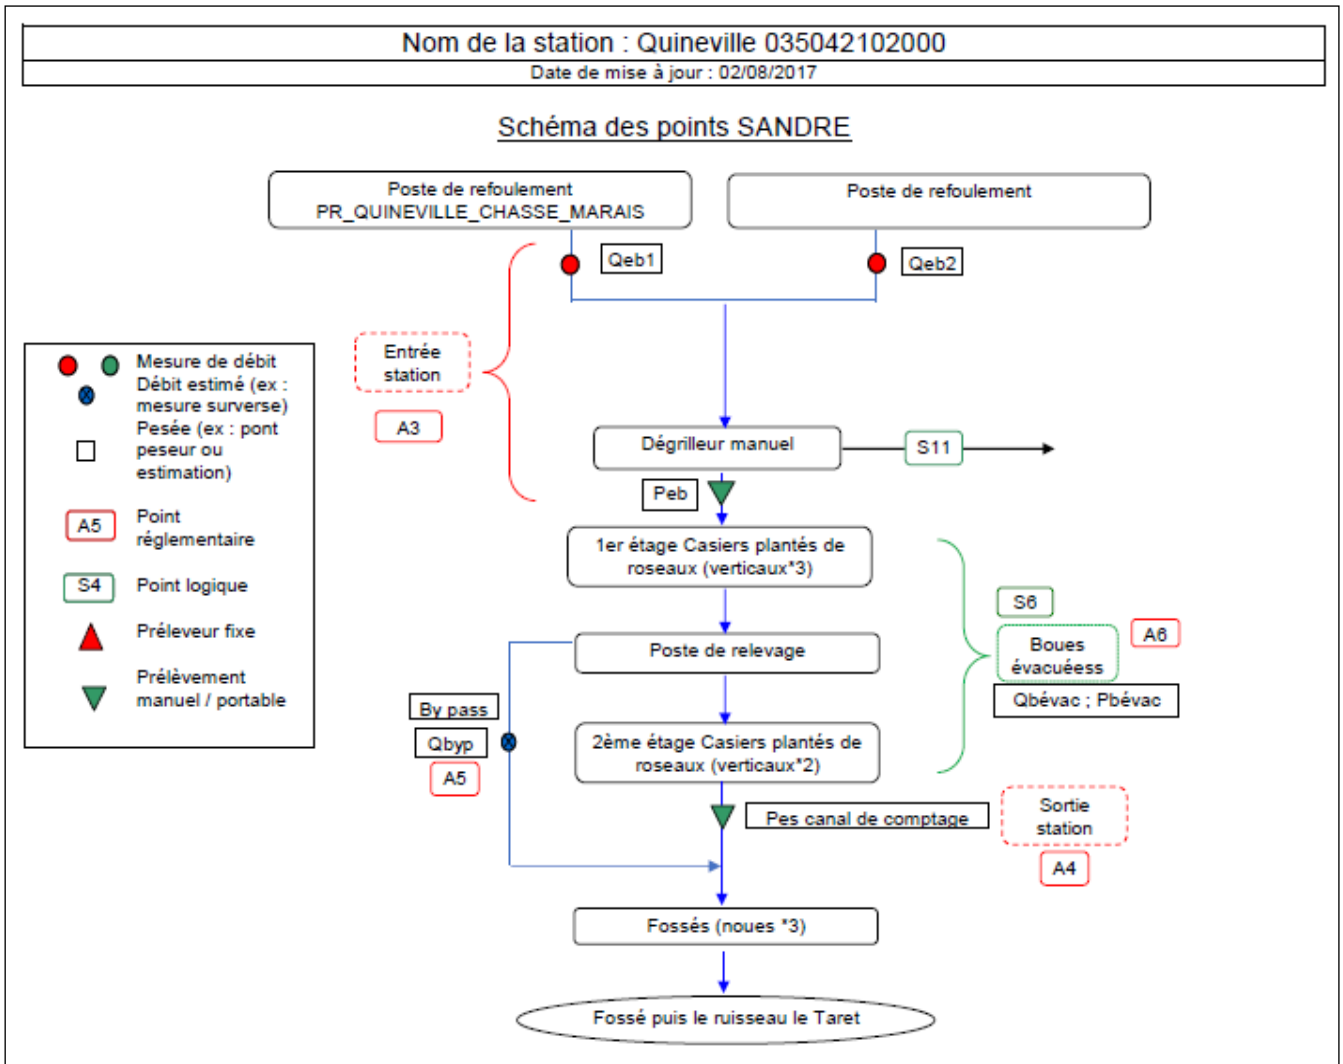 Nom de la station : Quineville 035042102000
Date de mise à jour : 02/08/2017
Schéma des points SANDRE
Poste de refoulement
PR_QUINEVILLE_CHASSE_MARAIS
Poste de refoulement
Qeb1
Qeb2
Entrée
station
A3
Dégrilleur manuel
S11
Peb
1er étage Casiers plantés de
roseaux (verticaux*3)
Poste de relevage
By pass
Qbyp
A5
2ème étage Casiers plantés de
roseaux (verticaux*2)
S6
A6
Boues
évacuéess
Qbévac ; Pbévac
Pes canal de comptage
Sortie
station
A4
Fossés (noues *3)
Fossé puis le ruisseau le Taret
Mesure de débit
Débit estimé (ex :
mesure surverse)
Pesée (ex : pont
peseur ou
estimation)
A5
Point
réglementaire
S4
Point logique
Préleveur fixe
Prélèvement
manuel / portable